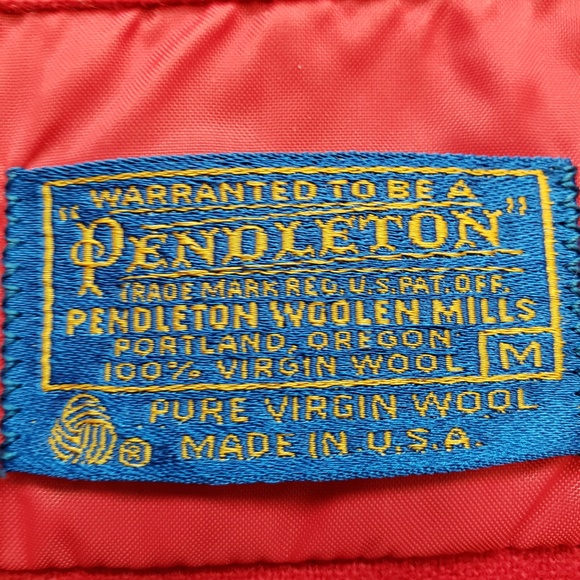 WARRANTED TO BE A
"PENDLETON"
TRADE MARK REG. U.S. PAT. OFF.
PENDLETON WOOLEN MILLS
PORTLAND, OREGON
100% VIRGIN WOOL M
PURE VIRGIN WOOL
® MADE IN U.S.A.